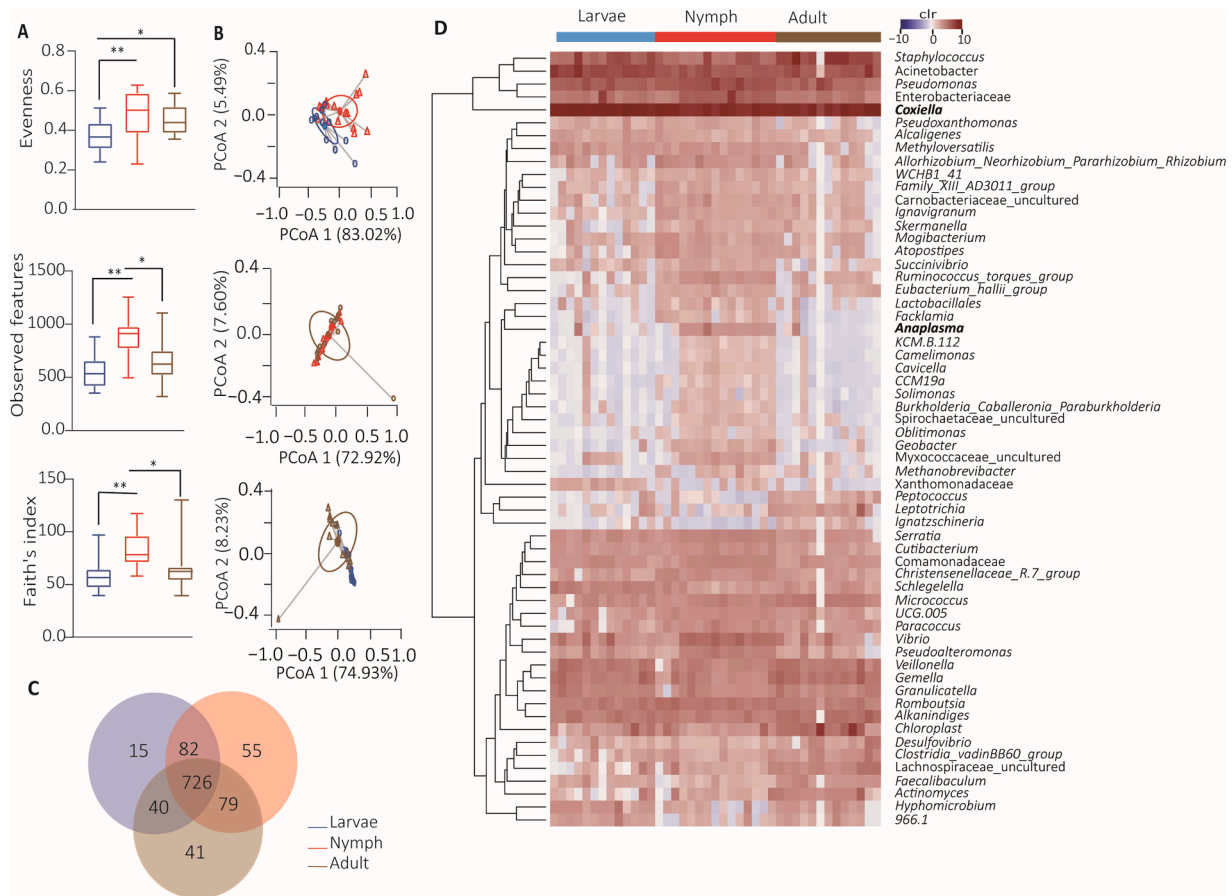 A
B
D
Larvae
Nymph
Adult
clr
−10
0
10
*
**
Evenness
0.8
0.6
0.4
0.2
0.0
PCoA 2 (5.49%)
0.4
0.0
−0.4
−1.0 −0.5 0.0 0.5 1.0
PCoA 1 (83.02%)
**
*
Observed features
1500
1000
500
0.0
PCoA 2 (7.60%)
0.4
0.0
−0.4
−1.0 −0.5 0.0 0.5 1.0
PCoA 1 (72.92%)
**
*
Faith's index
150
100
50
0.0
PCoA 2 (8.23%)
0.4
0.0
−0.4
−1.0 −0.5 0.0 0.5 1.0
PCoA 1 (74.93%)
C
15
82
55
726
40
79
41
Larvae
Nymph
Adult
Staphylococcus
Acinetobacter
Pseudomonas
Enterobacteriaceae
Coxiella
Pseudoxanthomonas
Alcaligenes
Methyloversatilis
Allorhizobium_Neorhizobium_Pararhizobium_Rhizobium
WCHB1_41
Family_XIII_AD3011_group
Carnobacteriaceae_uncultured
Ignavigranum
Skermanella
Mogibacterium
Atopostipes
Succinivibrio
Ruminococcus_torques_group
Eubacterium_hallii_group
Lactobacillales
Facklamia
Anaplasma
KCM.B.112
Camelimonas
Cavicella
CCM19a
Solimonas
Burkholderia_Caballeronia_Paraburkholderia
Spirochaetaceae_uncultured
Oblitimonas
Geobacter
Myxococcaceae_uncultured
Methanobrevibacter
Xanthomonadaceae
Peptococcus
Leptotrichia
Ignatzschineria
Serratia
Cutibacterium
Comamonadaceae
Christensenellaceae_R.7_group
Schlegelella
Micrococcus
UCG.005
Paracoccus
Vibrio
Pseudoalteromonas
Veillonella
Gemella
Granulicatella
Romboutsia
Alkanindiges
Chloroplast
Desulfovibrio
Clostridia_vadinBB60_group
Lachnospiraceae_uncultured
Faecalibaculum
Actinomyces
Hyphomicrobium
966.1